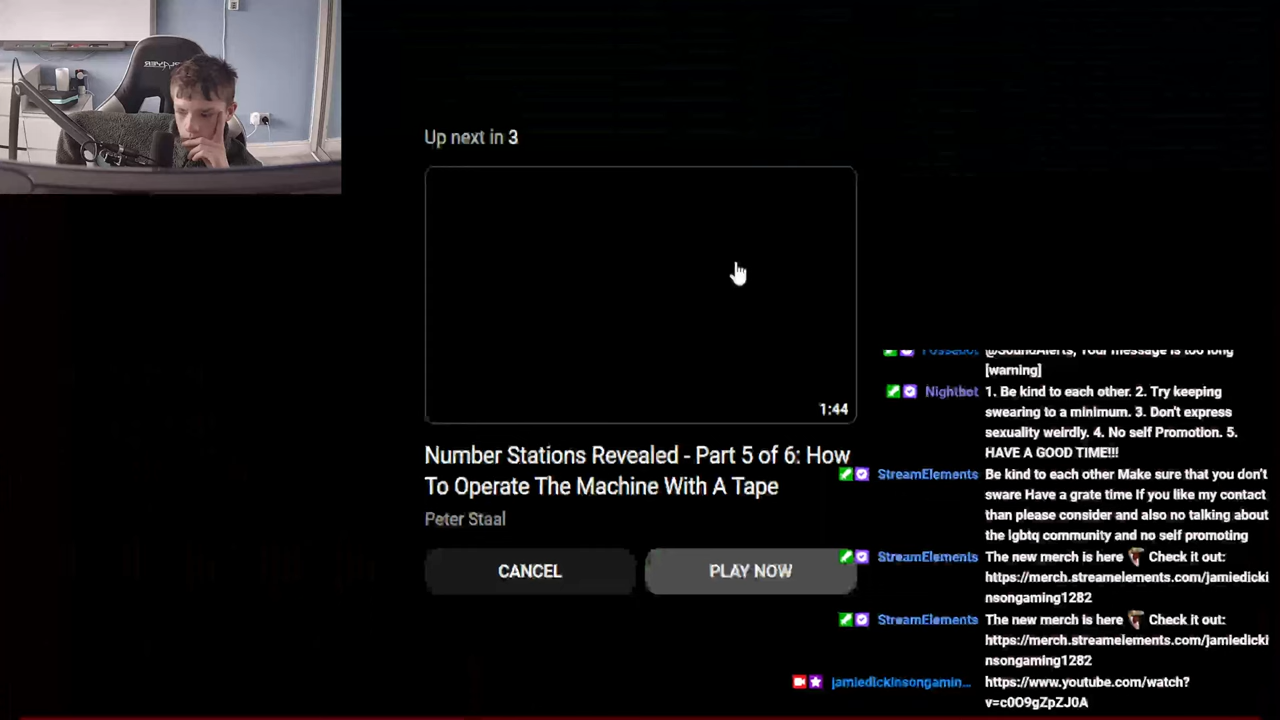 Up next in 3
1:44
Number Stations Revealed - Part 5 of 6: How
To Operate The Machine With A Tape
Peter Staal
CANCEL
PLAY NOW
@SoundAlerts, Your message is too long
[warning]
Nightbot 1. Be kind to each other. 2. Try keeping
swearing to a minimum. 3. Don't express
sexuality weirdly. 4. No self Promotion. 5.
HAVE A GOOD TIME!!!
StreamElements Be kind to each other Make sure that you don't
sware Have a grate time If you like my contact
than please consider and also no talking about
the lgbtq community and no self promoting
StreamElements The new merch is here Check it out:
https://merch.streamelements.com/jamiedicki
nsongaming1282
StreamElements The new merch is here Check it out:
https://merch.streamelements.com/jamiedicki
nsongaming1282
jamiedickinsongamin... https://www.youtube.com/watch?
v=c0O9gZpZJ0A